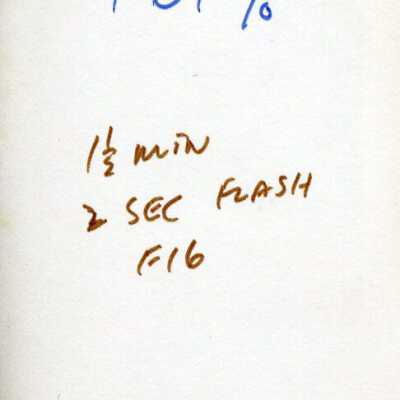 1½ MIN
2 SEC FLASH
F16